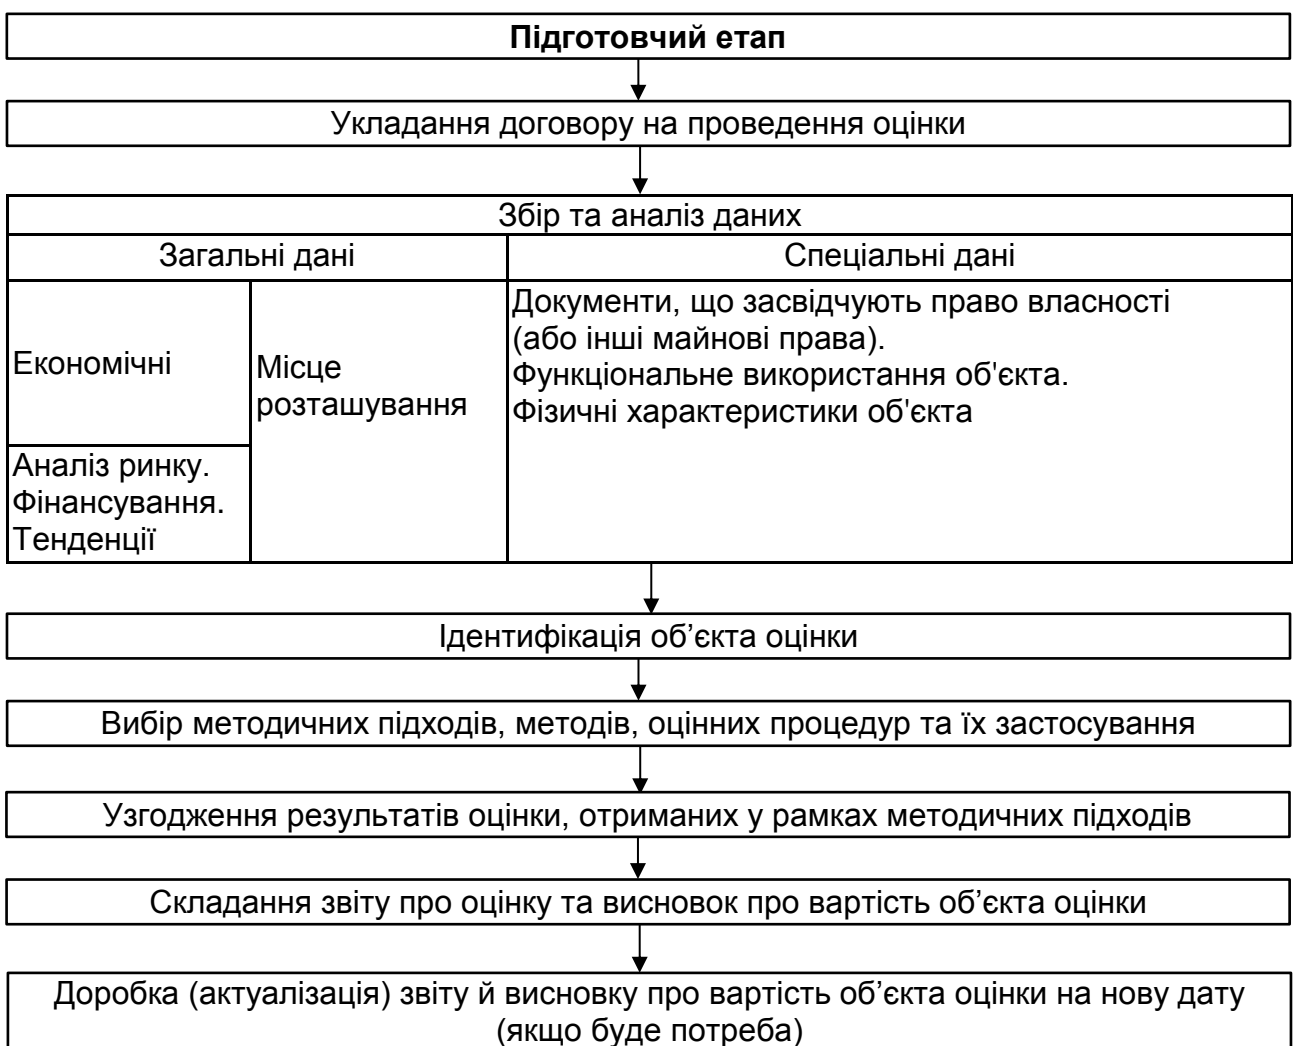 Підготовчий етап
Укладання договору на проведення оцінки
Збір та аналіз даних
Загальні дані
Спеціальні дані
Економічні
Місце
розташування
Документи, що засвідчують право власності
(або інші майнові права).
Функціональне використання об'єкта.
Фізичні характеристики об'єкта
Аналіз ринку.
Фінансування.
Тенденції
Ідентифікація об’єкта оцінки
Вибір методичних підходів, методів, оцінних процедур та їх застосування
Узгодження результатів оцінки, отриманих у рамках методичних підходів
Складання звіту про оцінку та висновок про вартість об’єкта оцінки
Доробка (актуалізація) звіту й висновку про вартість об’єкта оцінки на нову дату
(якщо буде потреба)